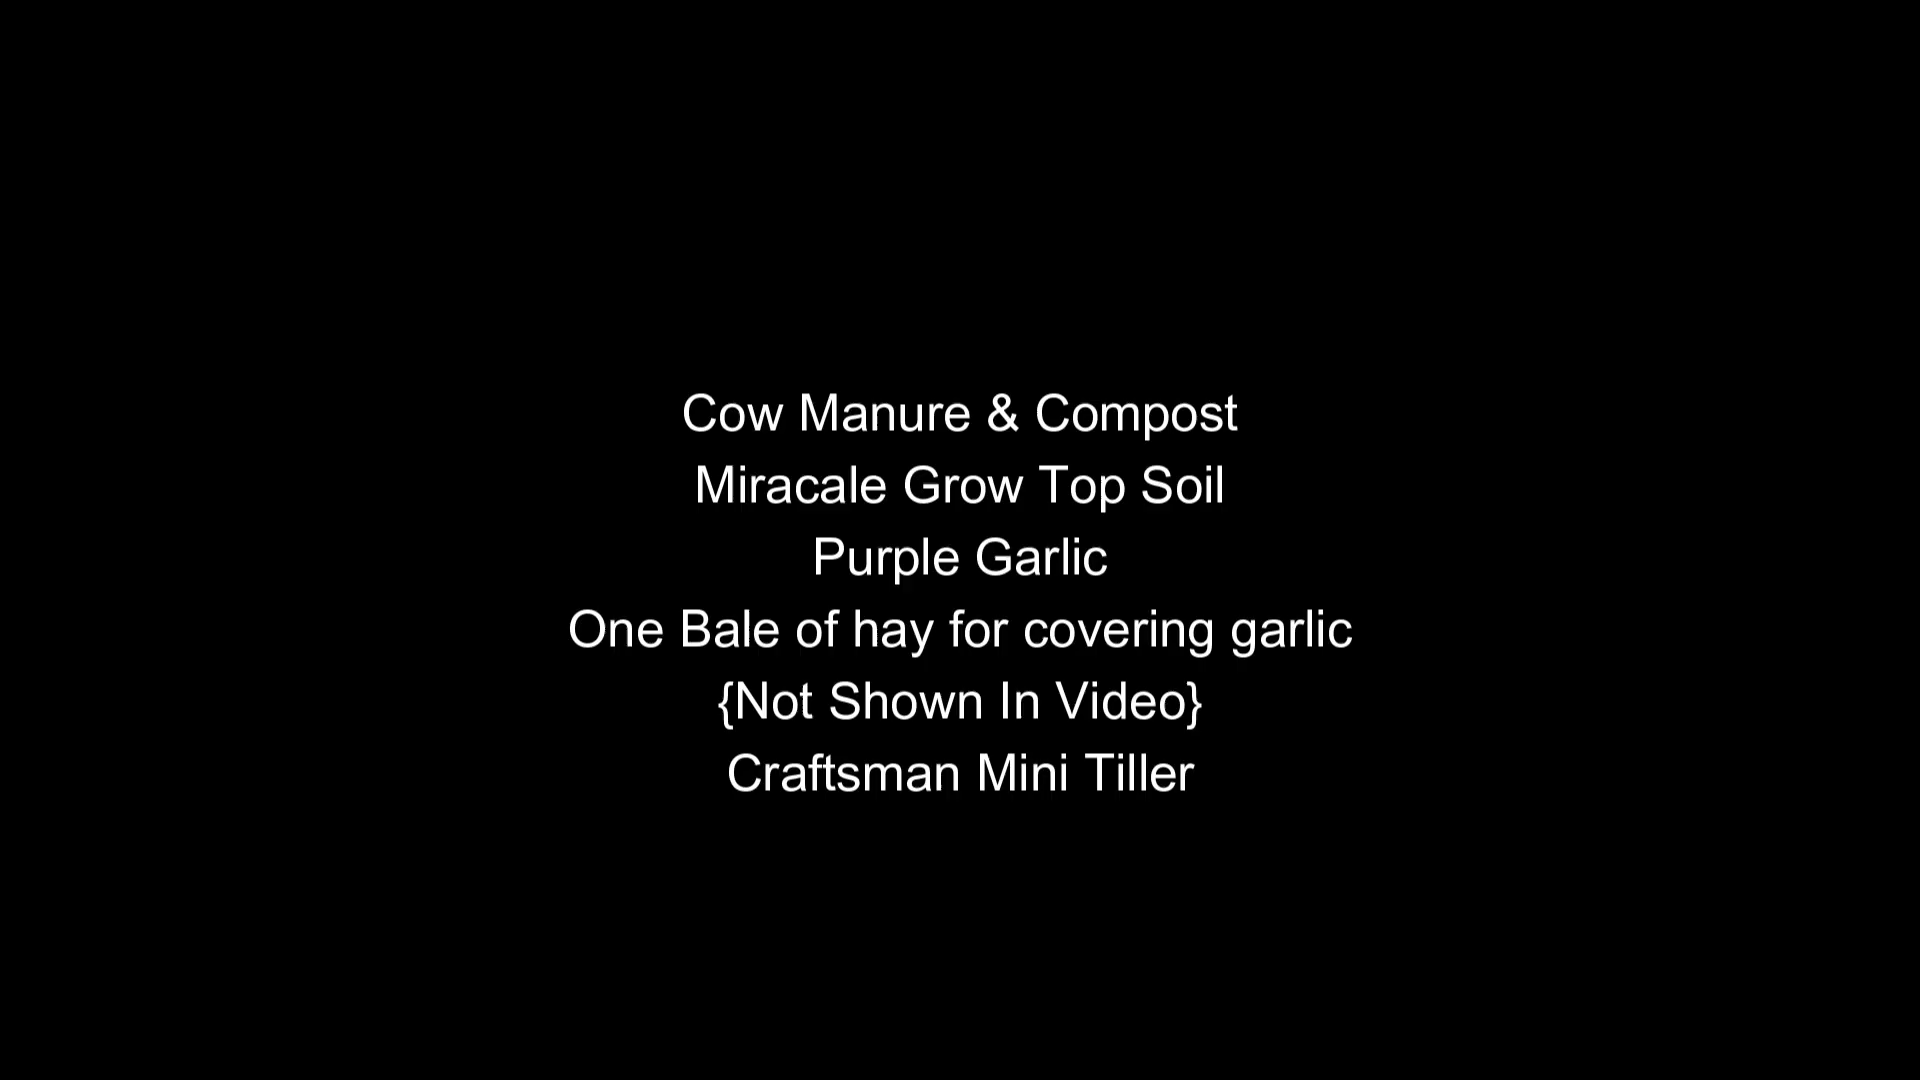 Cow Manure & Compost
Miracale Grow Top Soil
Purple Garlic
One Bale of hay for covering garlic
{Not Shown In Video}
Craftsman Mini Tiller